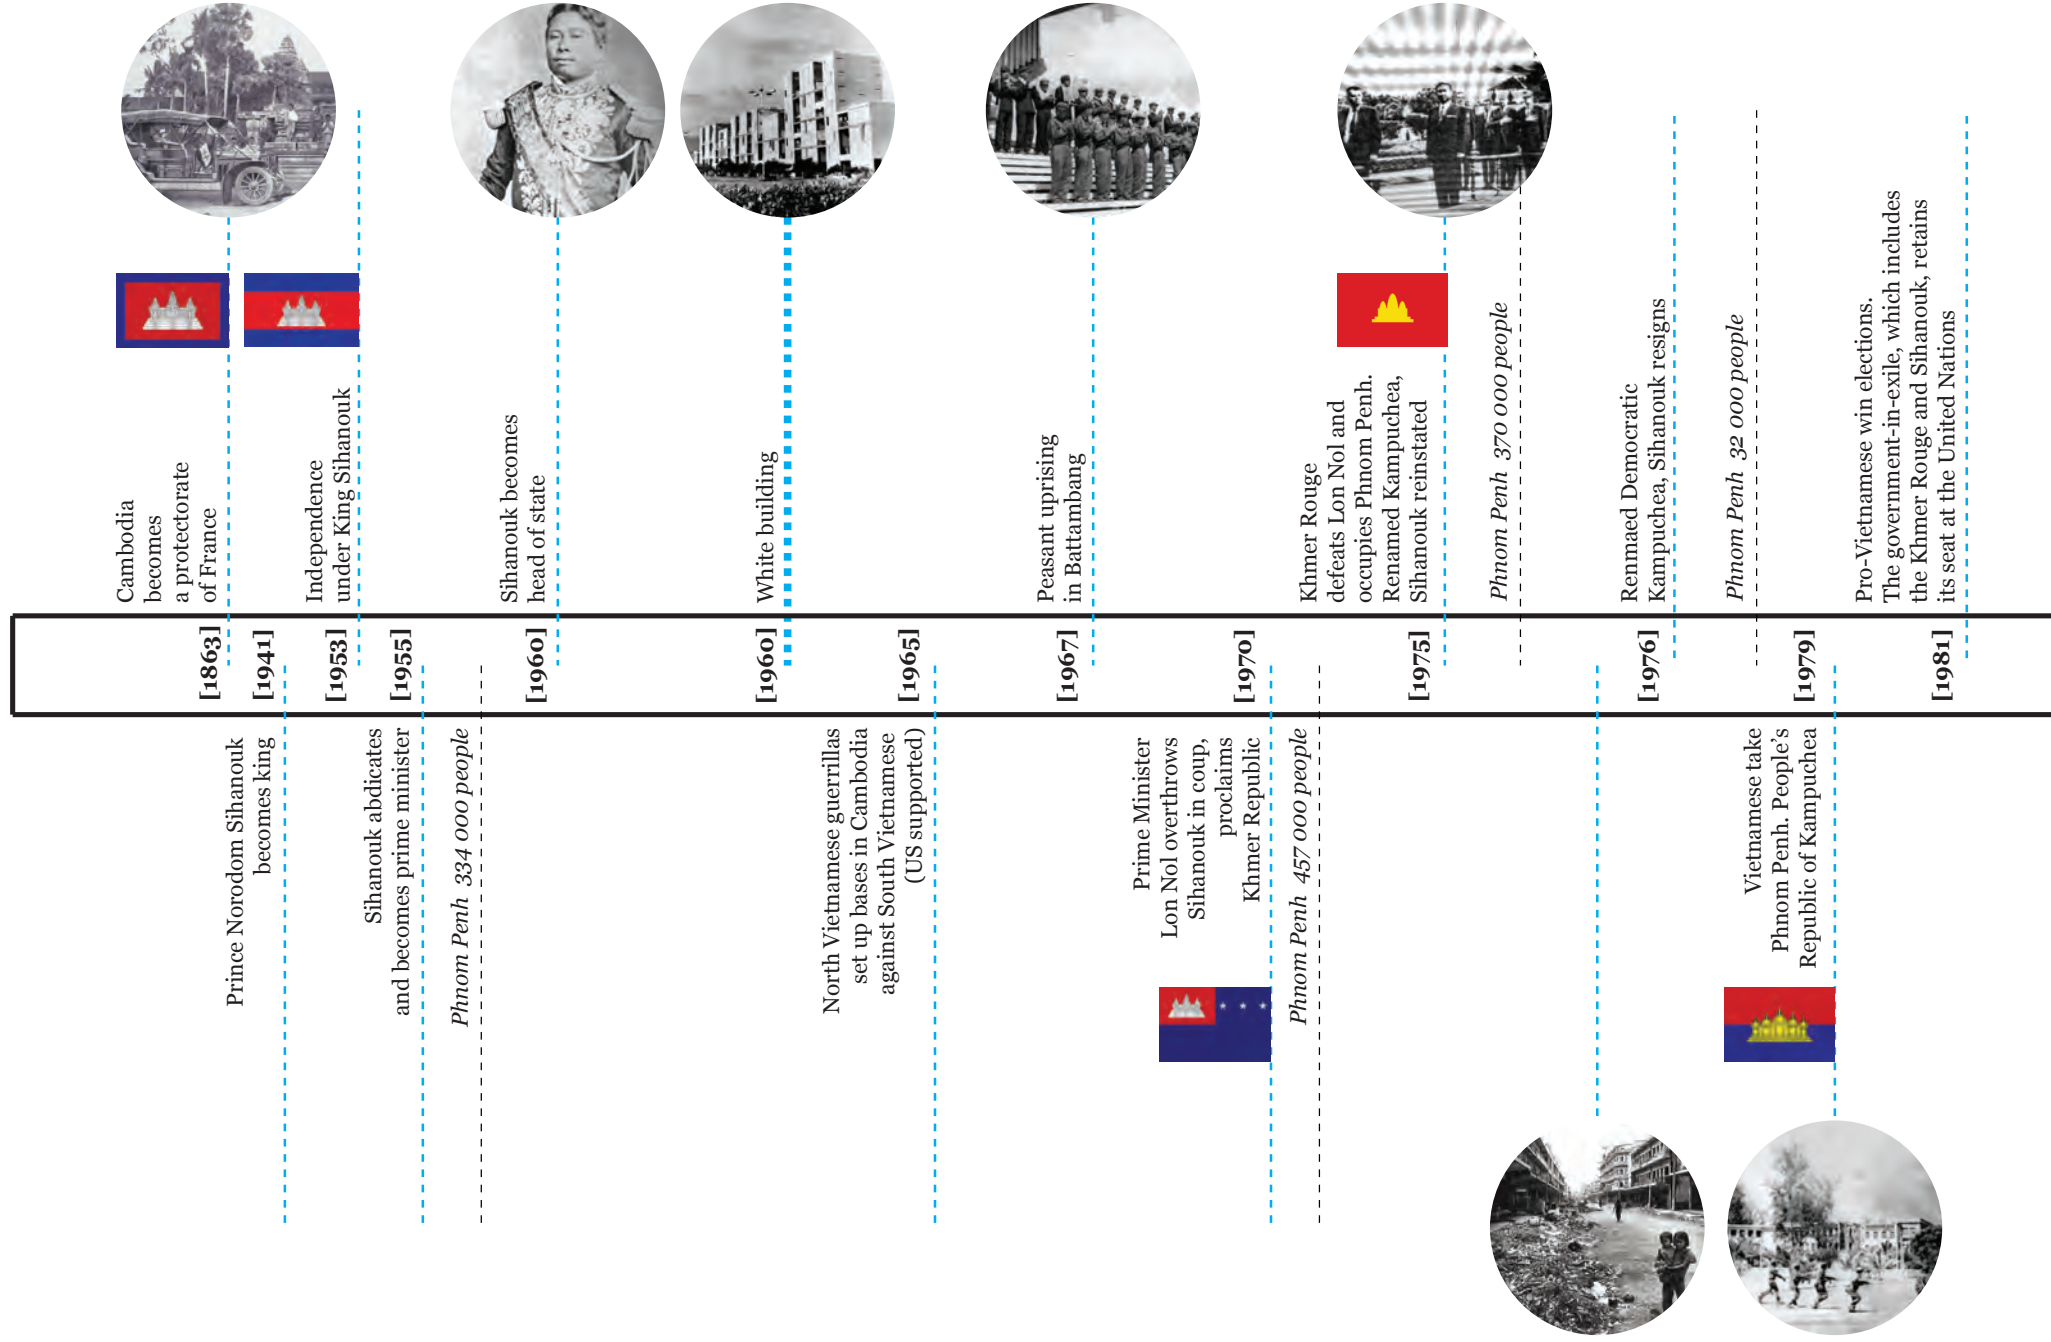 Cambodia
becomes
a protectorate
of France
[1863]
Prince Norodom Sihanouk
becomes king
[1941]
Independence
under King Sihanouk
[1953]
Sihanouk abdicates
and becomes prime minister
[1955]
Phnom Penh 334 000 people
Sihanouk becomes
head of state
[1960]
White building
[1960]
North Vietnamese guerrillas
set up bases in Cambodia
against South Vietnamese
(US supported)
[1965]
Peasant uprising
in Battambang
[1967]
Prime Minister
Lon Nol overthrows
Sihanouk in coup,
proclaims
Khmer Republic
[1970]
Phnom Penh 457 000 people
Khmer Rouge
defeats Lon Nol and
occupies Phnom Penh.
Renamed Kampuchea,
Sihanouk reinstated
[1975]
Phnom Penh 370 000 people
Renmaed Democratic
Kampuchea, Sihanouk resigns
[1976]
Phnom Penh 32 000 people
Vietnamese take
Phnom Penh. People’s
Republic of Kampuchea
[1979]
Pro-Vietnamese win elections.
The government-in-exile, which includes
the Khmer Rouge and Sihanouk, retains
its seat at the United Nations
[1981]